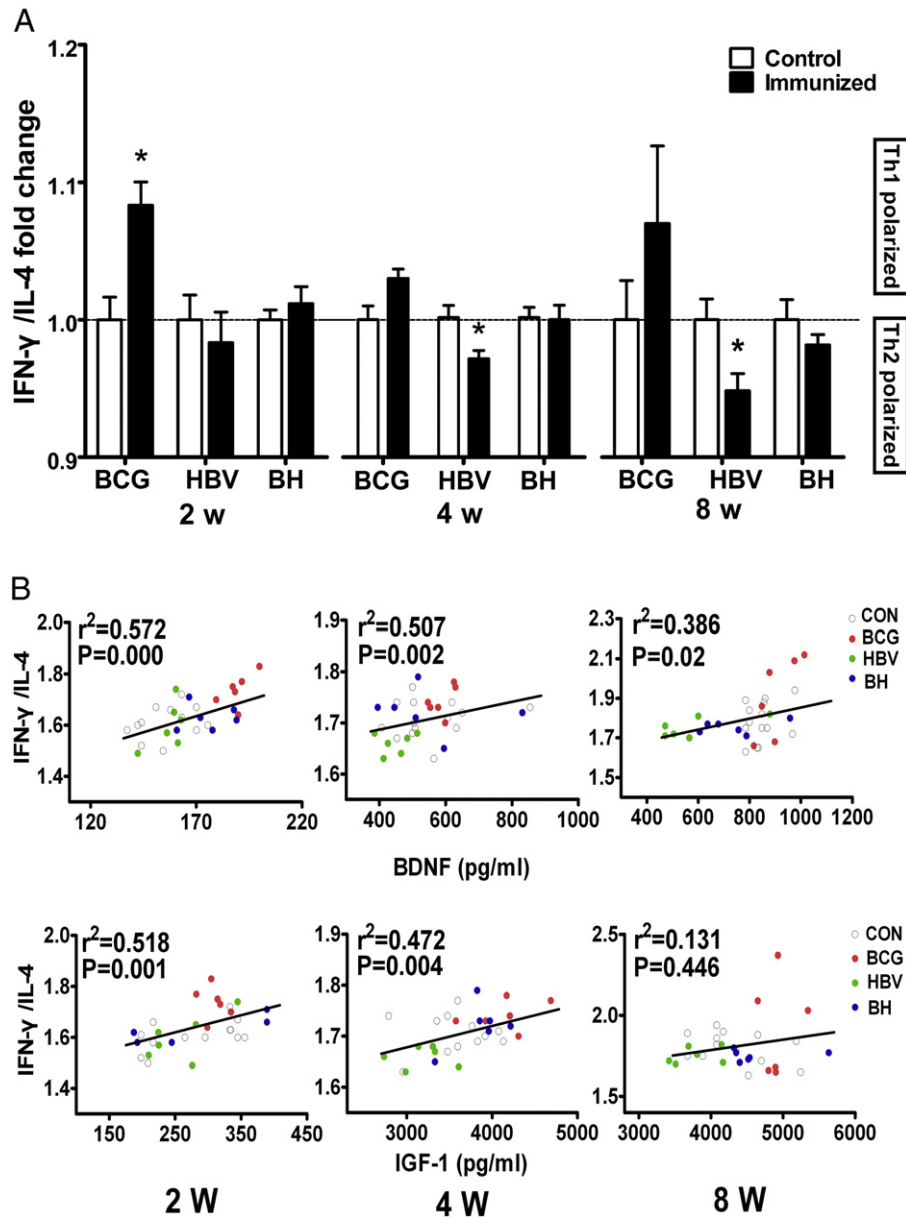 A
IFN-γ /IL-4 fold change
1.2
1.1
1.0
0.9
Control
Immunized
*
*
*
Th1 polarized
Th2 polarized
BCG HBV BH BCG HBV BH BCG HBV BH
2 w 4 w 8 w
B
IFN-γ /IL-4
2.0
1.8
1.6
1.4
r²=0.572
P=0.000
120 170 220
1.9
1.8
1.7
1.6
r²=0.507
P=0.002
400 600 800 1000
2.3
2.1
1.9
1.7
1.5
r²=0.386
P=0.02
400 600 800 1000 1200
CON
BCG
HBV
BH
BDNF (pg/ml)
IFN-γ/IL-4
2.0
1.8
1.6
1.4
r²=0.518
P=0.001
150 250 350 450
1.9
1.8
1.7
1.6
r²=0.472
P=0.004
3000 4000 5000
2.5
2.0
1.5
r²=0.131
P=0.446
3000 4000 5000 6000
CON
BCG
HBV
BH
IGF-1 (pg/ml)
2 W 4 W 8 W